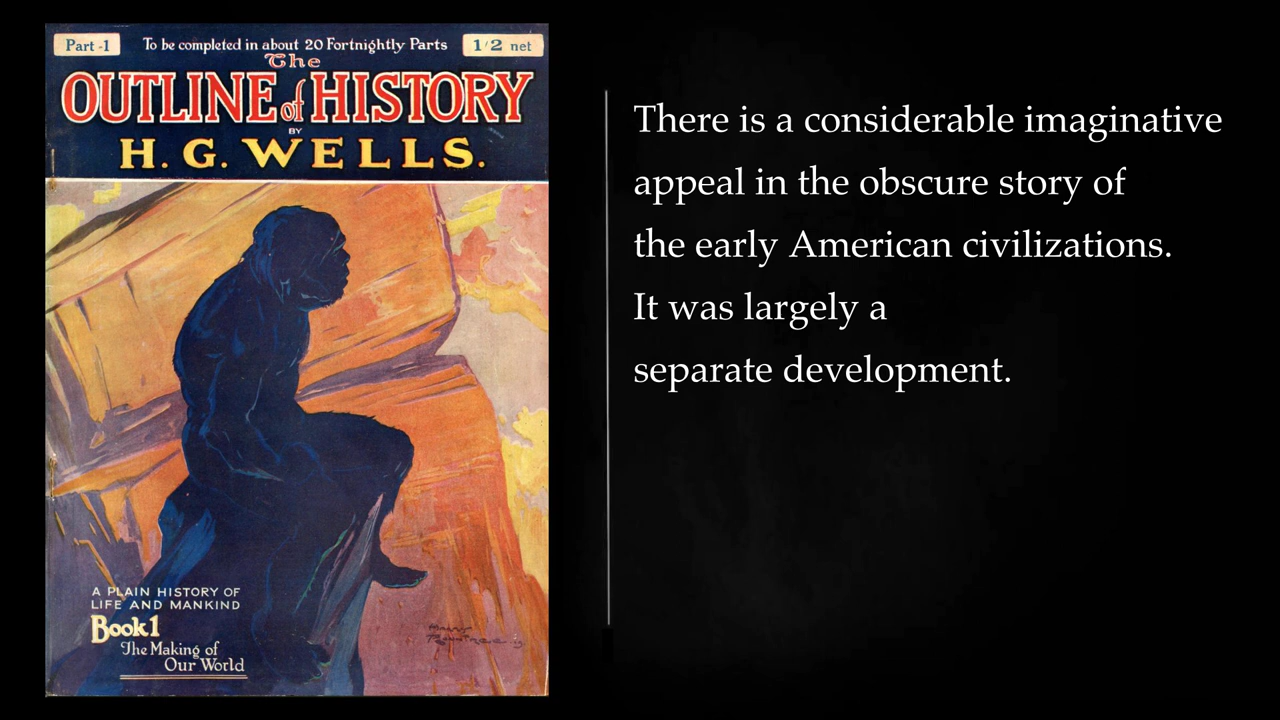 Part -1
To be completed in about 20 Fortnightly Parts
1/2 net
The
OUTLINE of HISTORY
BY
H. G. WELLS.
A PLAIN HISTORY OF
LIFE AND MANKIND
Book 1
The Making of
Our World
There is a considerable imaginative
appeal in the obscure story of
the early American civilizations.
It was largely a
separate development.